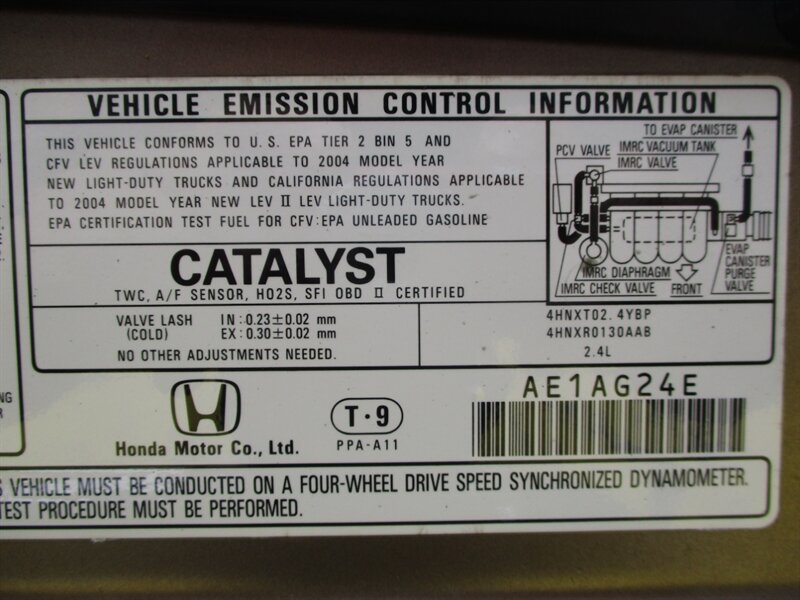 VEHICLE EMISSION CONTROL INFORMATION
THIS VEHICLE CONFORMS TO U.S. EPA TIER 2 BIN 5 AND
CFV LEV REGULATIONS APPLICABLE TO 2004 MODEL YEAR
NEW LIGHT-DUTY TRUCKS AND CALIFORNIA REGULATIONS APPLICABLE
TO 2004 MODEL YEAR NEW LEV II LEV LIGHT-DUTY TRUCKS.
EPA CERTIFICATION TEST FUEL FOR CFV:EPA UNLEADED GASOLINE
TO EVAP CANISTER
PCV VALVE
IMRC VACUUM TANK
IMRC VALVE
IMRC DIAPHRAGM
IMRC CHECK VALVE
FRONT
EVAP
CANISTER
PURGE
VALVE
CATALYST
TWC, A/F SENSOR, HO2S, SFI OBD II CERTIFIED
VALVE LASH IN:0.23±0.02 mm
(COLD) EX:0.30±0.02 mm
NO OTHER ADJUSTMENTS NEEDED.
4HNXT02.4YBP
4HNXR0130AAB
2.4L
Honda Motor Co., Ltd.
T·9
PPA-A11
AE1AG24E
VEHICLE MUST BE CONDUCTED ON A FOUR-WHEEL DRIVE SPEED SYNCHRONIZED DYNAMOMETER.
TEST PROCEDURE MUST BE PERFORMED.